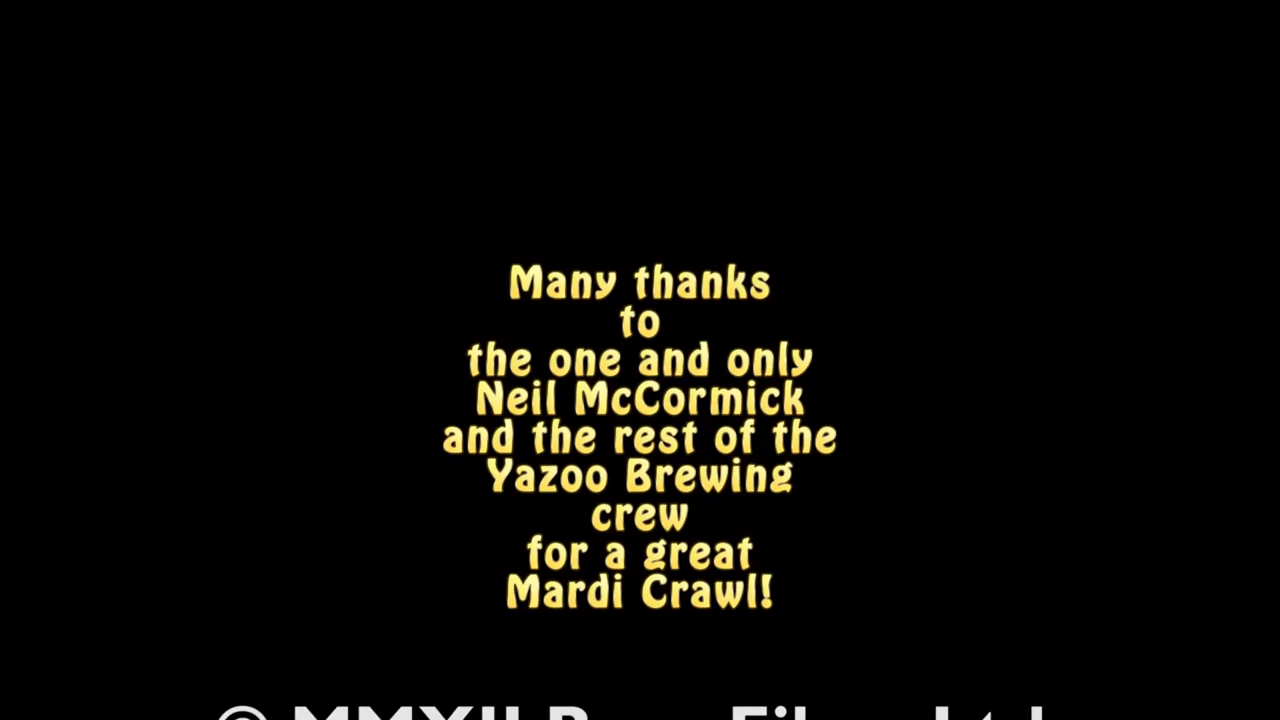 Many thanks
to
the one and only
Neil McCormick
and the rest of the
Yazoo Brewing
crew
for a great
Mardi Crawl!
© MMXII